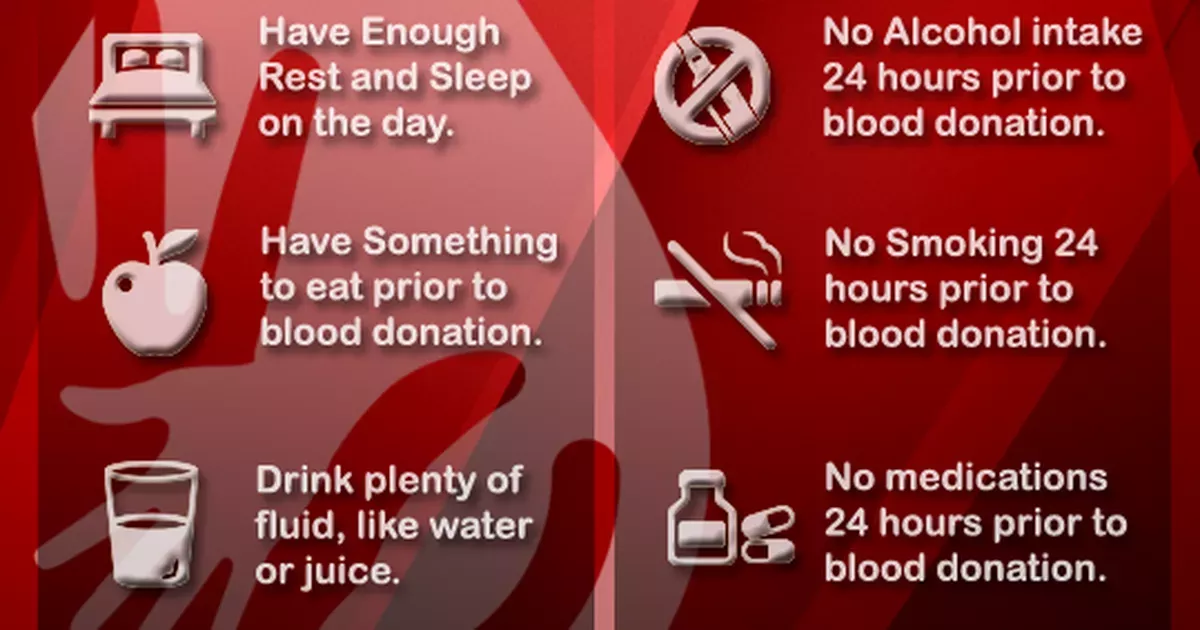 Have Enough
Rest and Sleep
on the day.
Have Something
to eat prior to
blood donation.
Drink plenty of
fluid, like water
or juice.
No Alcohol intake
24 hours prior to
blood donation.
No Smoking 24
hours prior to
blood donation.
No medications
24 hours prior to
blood donation.